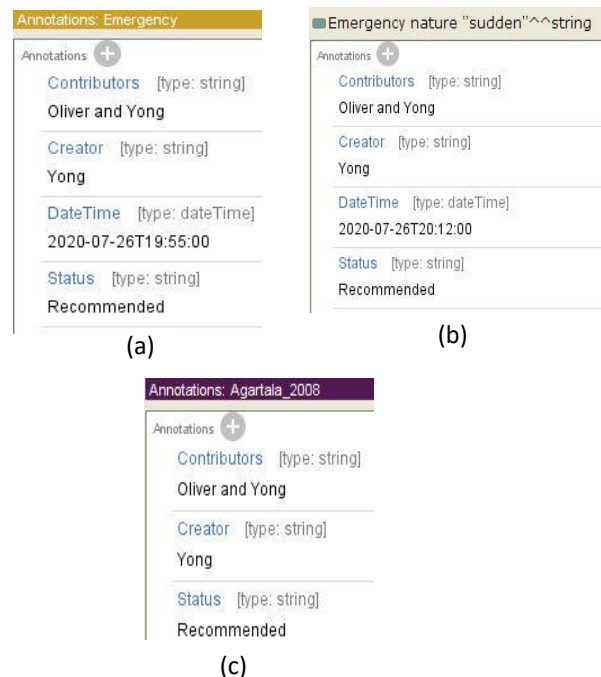 Annotations: Emergency
Annotations
Contributors [type: string]
Oliver and Yong
Creator [type: string]
Yong
DateTime [type: dateTime]
2020-07-26T19:55:00
Status [type: string]
Recommended
(a)
Emergency nature "sudden"^^string
Annotations
Contributors [type: string]
Oliver and Yong
Creator [type: string]
Yong
DateTime [type: dateTime]
2020-07-26T20:12:00
Status [type: string]
Recommended
(b)
Annotations: Agartala_2008
Annotations
Contributors [type: string]
Oliver and Yong
Creator [type: string]
Yong
Status [type: string]
Recommended
(c)